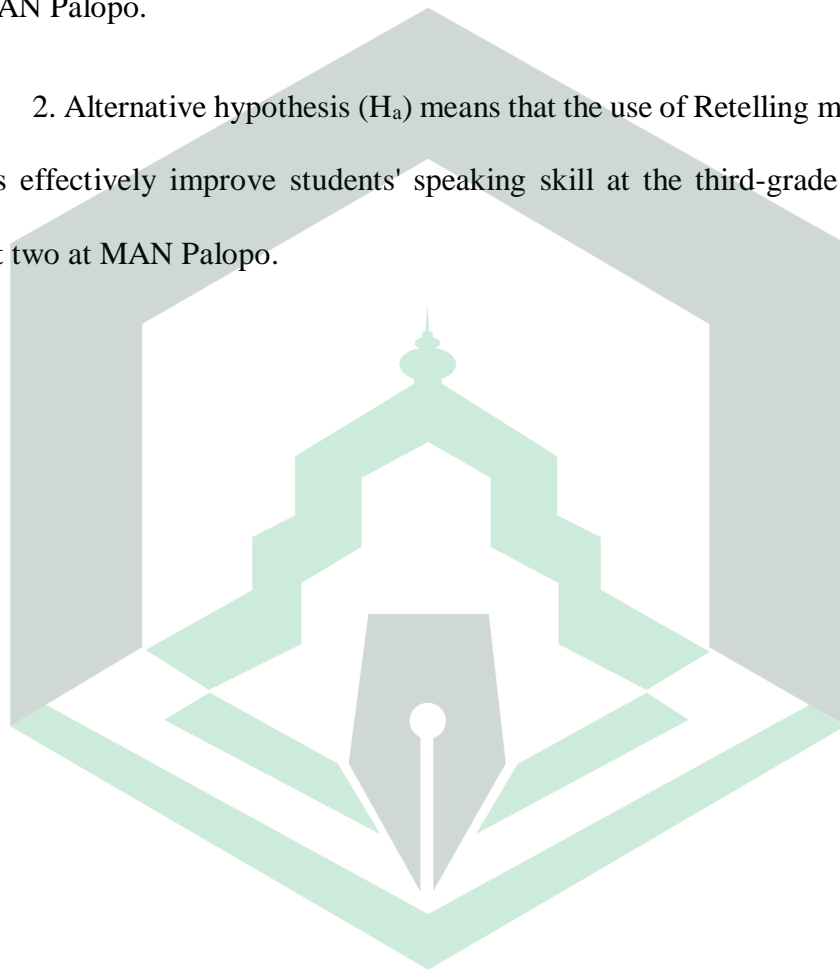 AN Palopo.
2. Alternative hypothesis (Hₐ) means that the use of Retelling
effectively improve students' speaking skill at the third-grade
two at MAN Palopo.